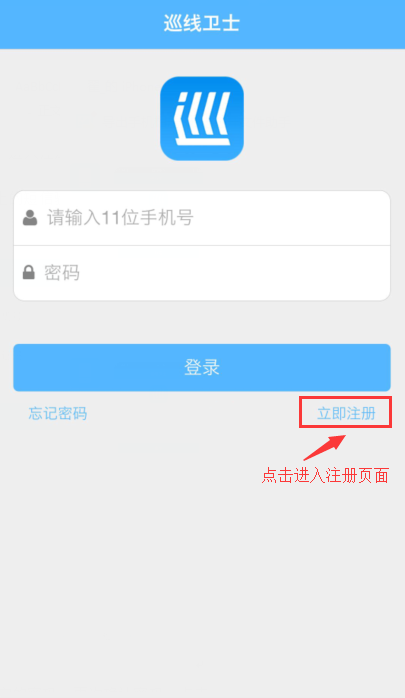 巡线卫士
请输入11位手机号
密码
登录
忘记密码
立即注册
点击进入注册页面